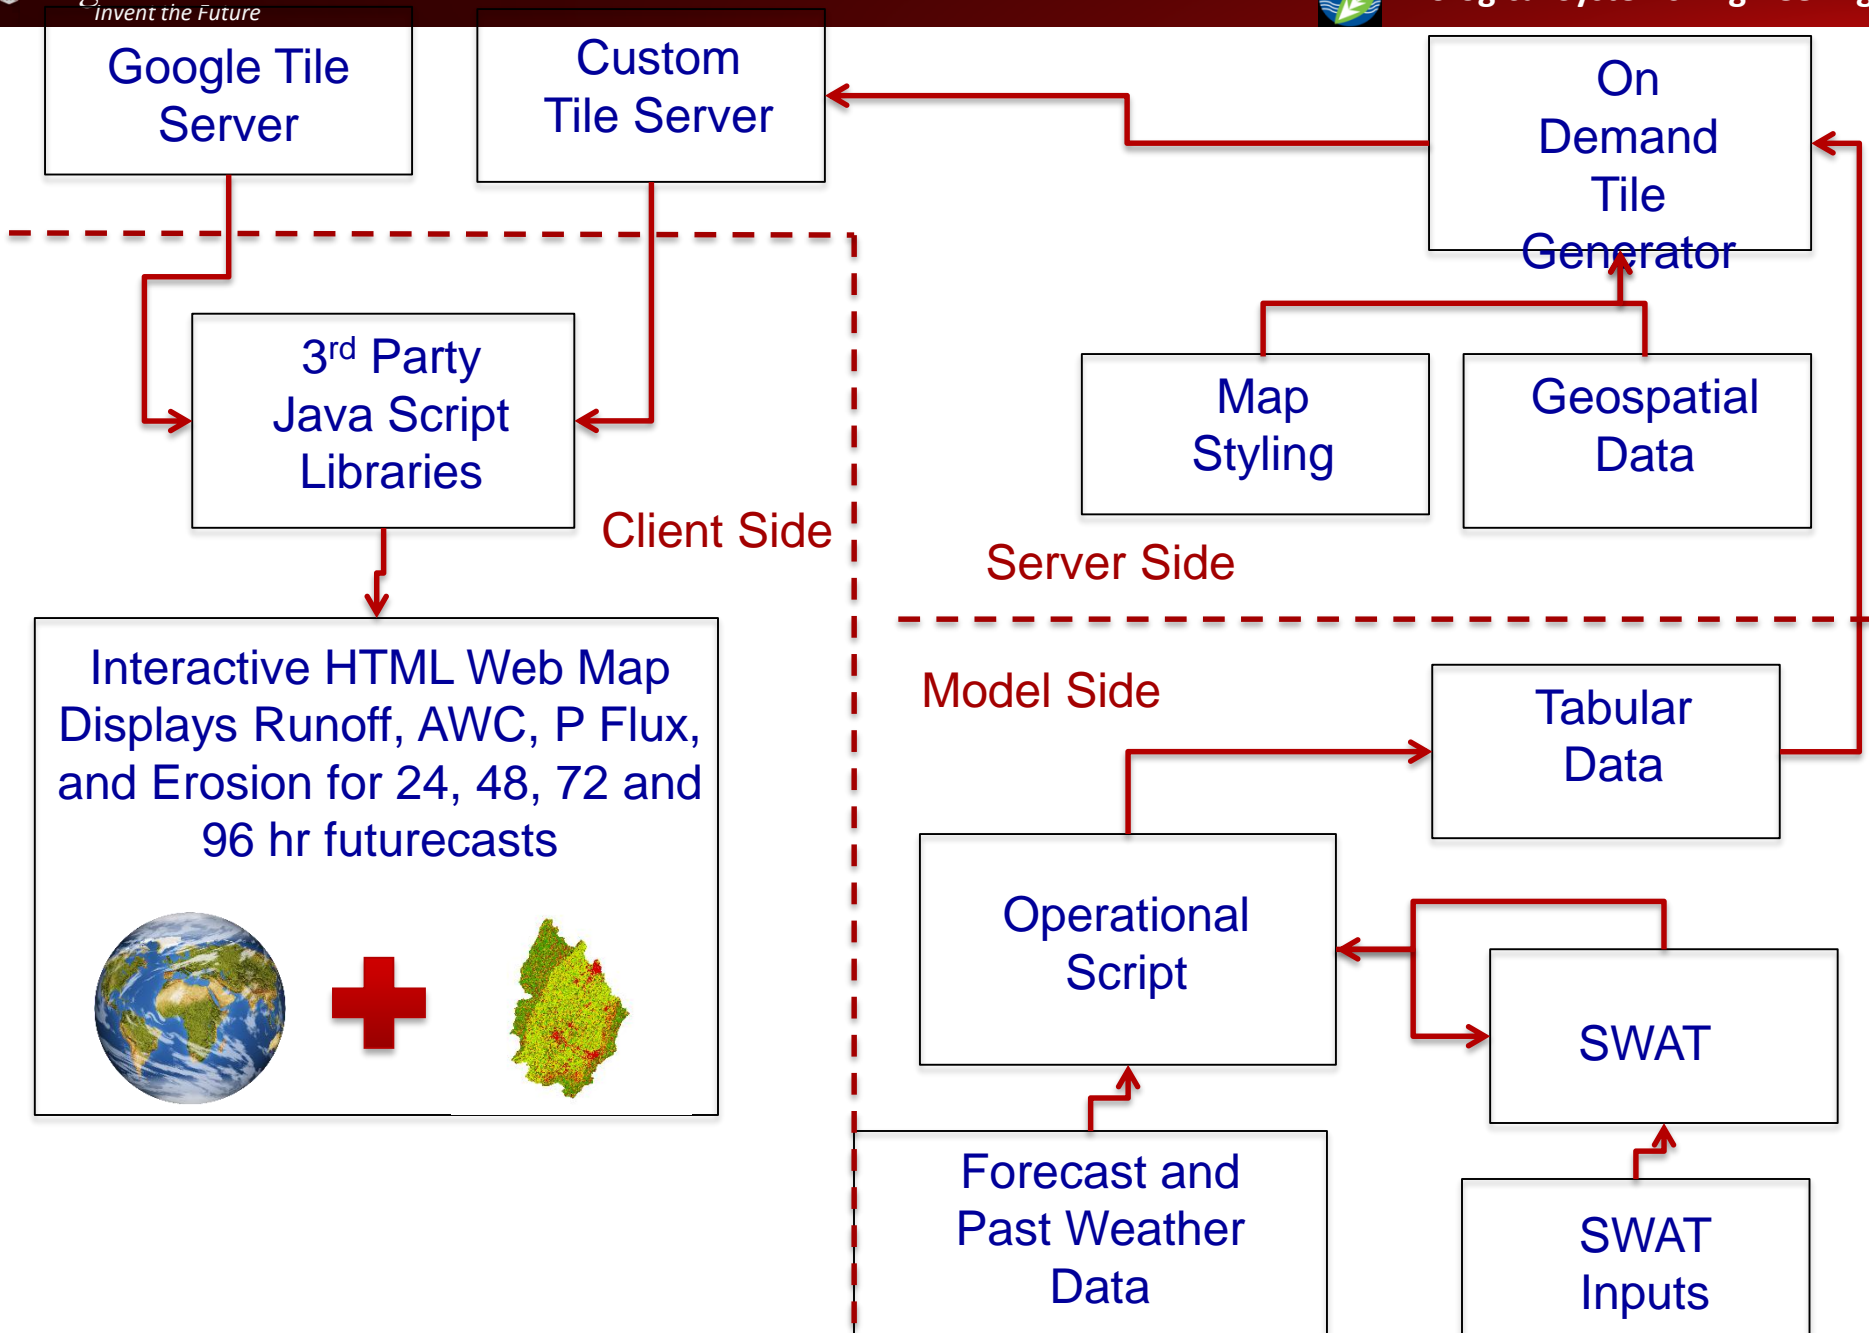 Invent the Future
Google Tile
Server
Custom
Tile Server
On
Demand
Tile
Generator
3rd Party
Java Script
Libraries
Map
Styling
Geospatial
Data
Client Side
Server Side
Interactive HTML Web Map
Displays Runoff, AWC, P Flux,
and Erosion for 24, 48, 72 and
96 hr futurecasts
Model Side
Tabular
Data
Operational
Script
SWAT
Forecast and
Past Weather
Data
SWAT
Inputs